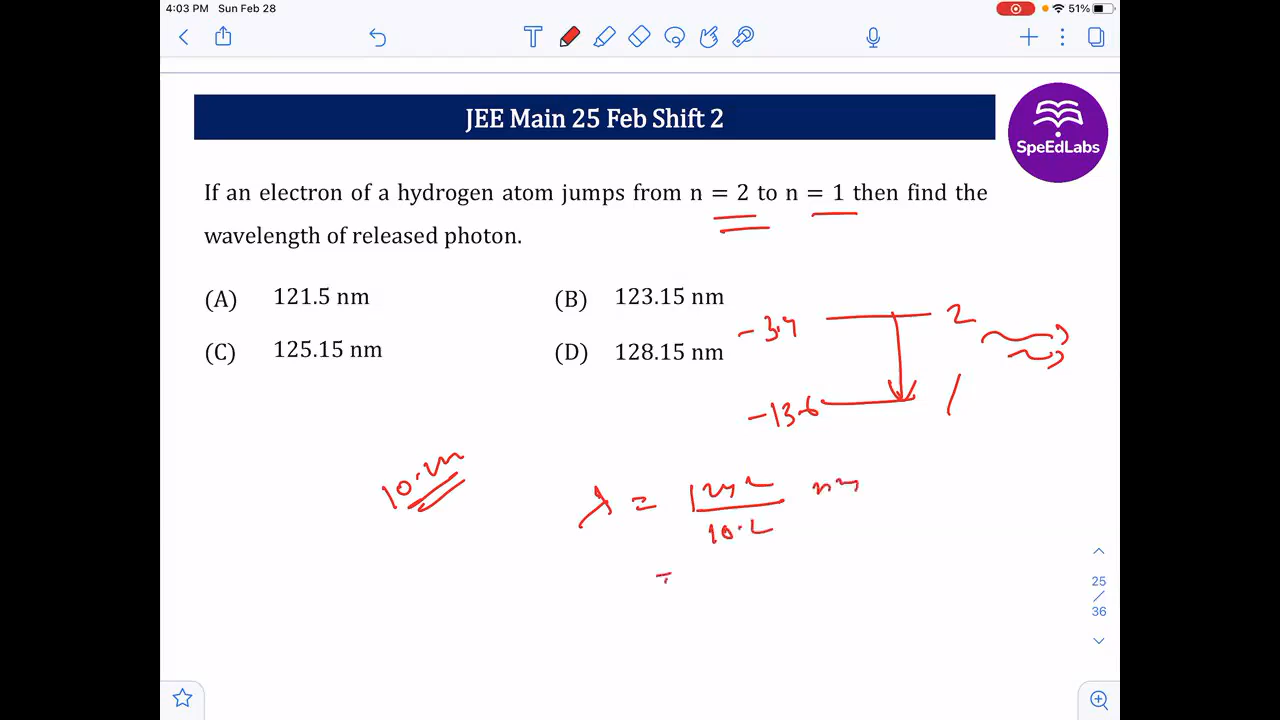 4:03 PM Sun Feb 28
51%
T
JEE Main 25 Feb Shift 2
SpeEdLabs
If an electron of a hydrogen atom jumps from n = 2 to n = 1 then find the
wavelength of released photon.
(A) 121.5 nm (B) 123.15 nm
(C) 125.15 nm (D) 128.15 nm
-3.4 2
-13.6 1
λ = 1242 nm
10.2
=
25
/
36